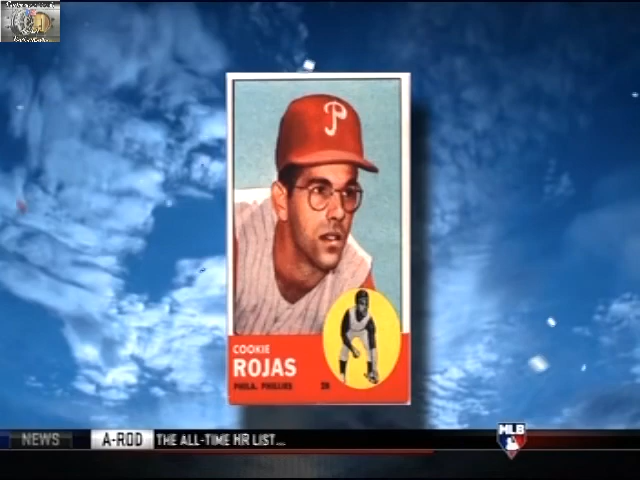 P
COOKIE
ROJAS
PHILA. PHILLIES 2B
NEWS A-ROD THE ALL-TIME HR LIST...
MLB